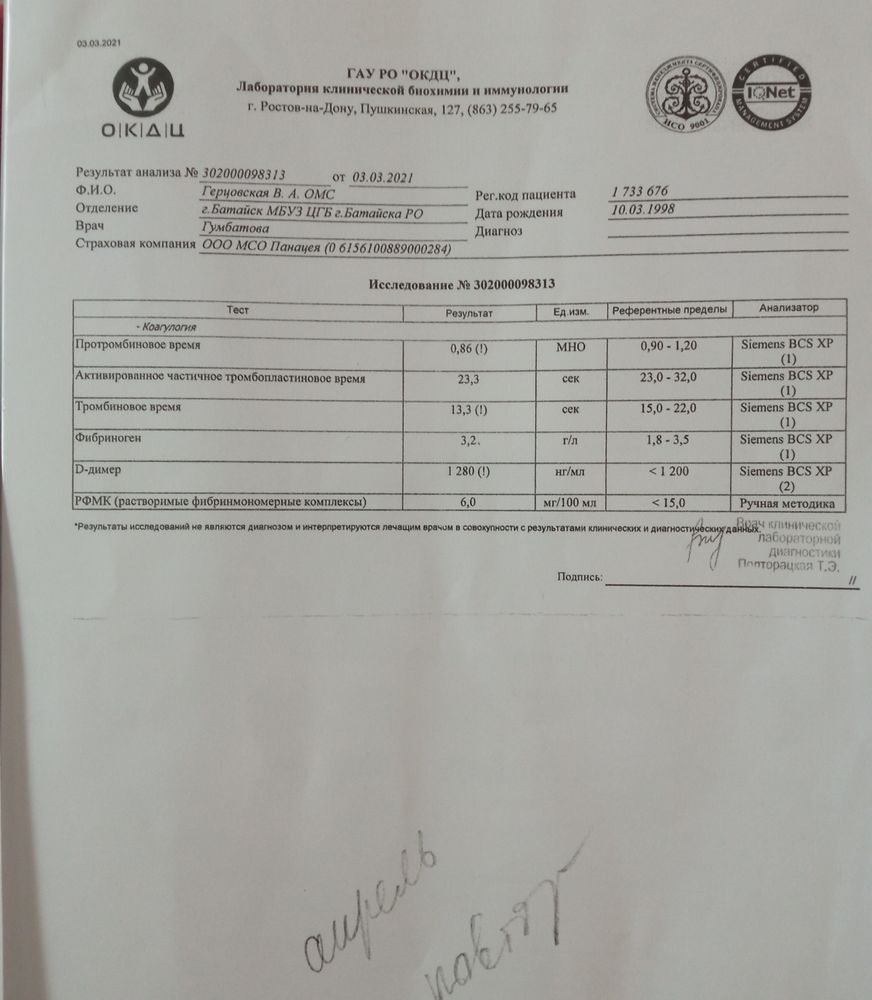 03.03.2021
О|К|Д|Ц
ГАУ РО "ОКДЦ",
Лаборатория клинической биохимии и иммунологии
г. Ростов-на-Дону, Пушкинская, 127, (863) 255-79-65
ИСО 9001
CERTIFIED
IQNet
MANAGEMENT SYSTEM
Результат анализа № 302000098313 от 03.03.2021
Ф.И.О. Герцовская В. А. ОМС
Отделение г.Батайск МБУЗ ЦГБ г.Батайска РО
Врач Гумбатова
Страховая компания ООО МСО Панацея (0 6156100889000284)
Рег.код пациента 1 733 676
Дата рождения 10.03.1998
Диагноз
Исследование № 302000098313
Тест Результат Ед.изм. Референтные пределы Анализатор
- Коагулогия
Протромбиновое время 0,86 (!) МНО 0,90 - 1,20 Siemens BCS XP (1)
Активированное частичное тромбопластиновое время 23,3 сек 23,0 - 32,0 Siemens BCS XP (1)
Тромбиновое время 13,3 (!) сек 15,0 - 22,0 Siemens BCS XP (1)
Фибриноген 3,2 г/л 1,8 - 3,5 Siemens BCS XP (1)
D-димер 1 280 (!) нг/мл < 1 200 Siemens BCS XP (2)
РФМК (растворимые фибринмономерные комплексы) 6,0 мг/100 мл < 15,0 Ручная методика
*Результаты исследований не являются диагнозом и интерпретируются лечащим врачом в совокупности с результатами клинических и диагностических данных.
Врач клинической
лабораторной
диагностики
Полторацкая Т.Э.
Подпись: //
апрель